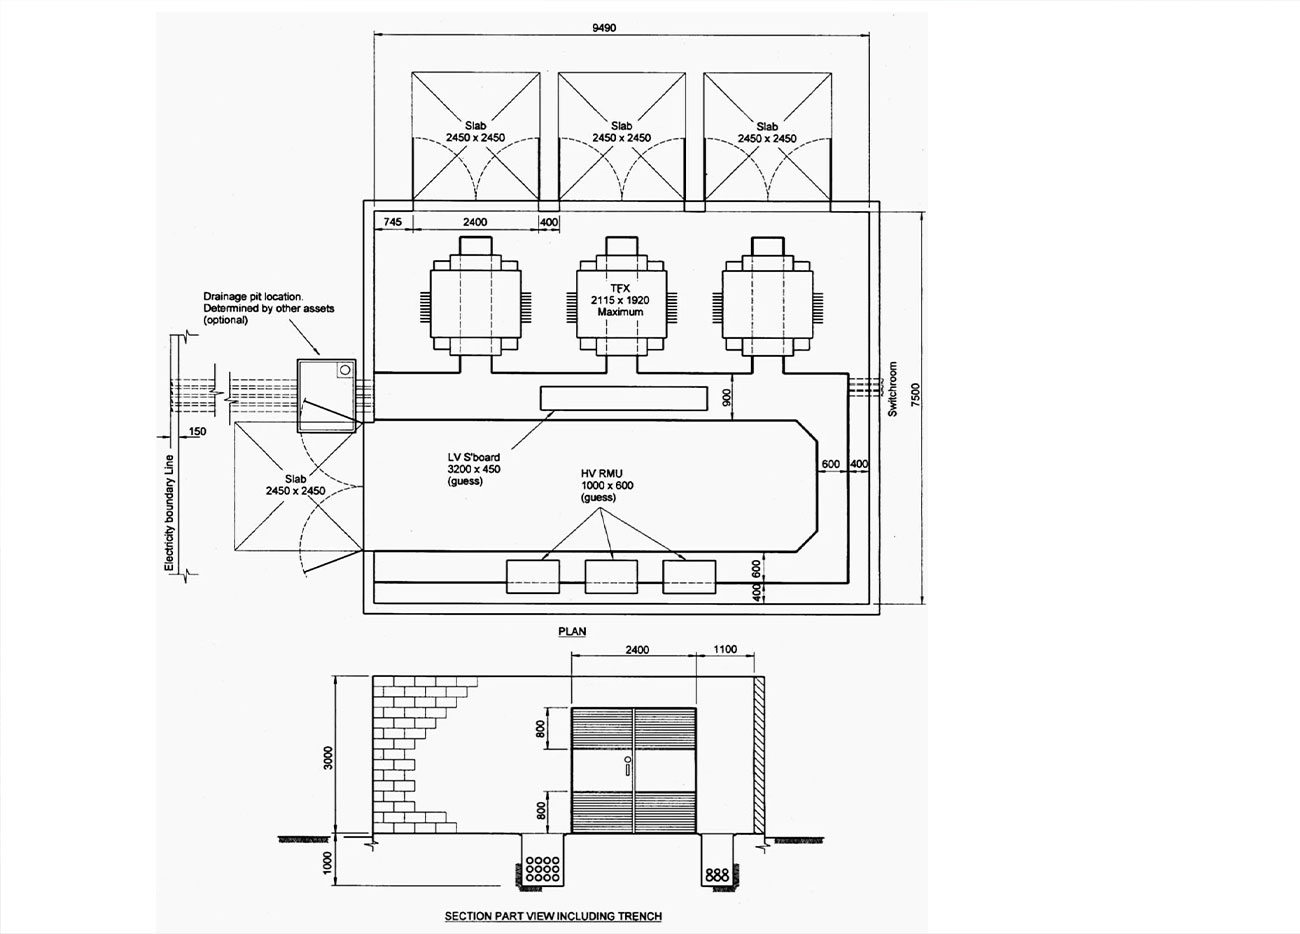 9490
Slab
2450 x 2450
Slab
2450 x 2450
Slab
2450 x 2450
745
2400
400
TFX
2115 x 1920
Maximum
Drainage pit location.
Determined by other assets
(optional)
900
Switchroom
7500
150
Electricity boundary Line
Slab
2450 x 2450
LV S'board
3200 x 450
(guess)
HV RMU
1000 x 600
(guess)
600
400
600
400
PLAN
2400
1100
3000
800
800
1000
SECTION PART VIEW INCLUDING TRENCH